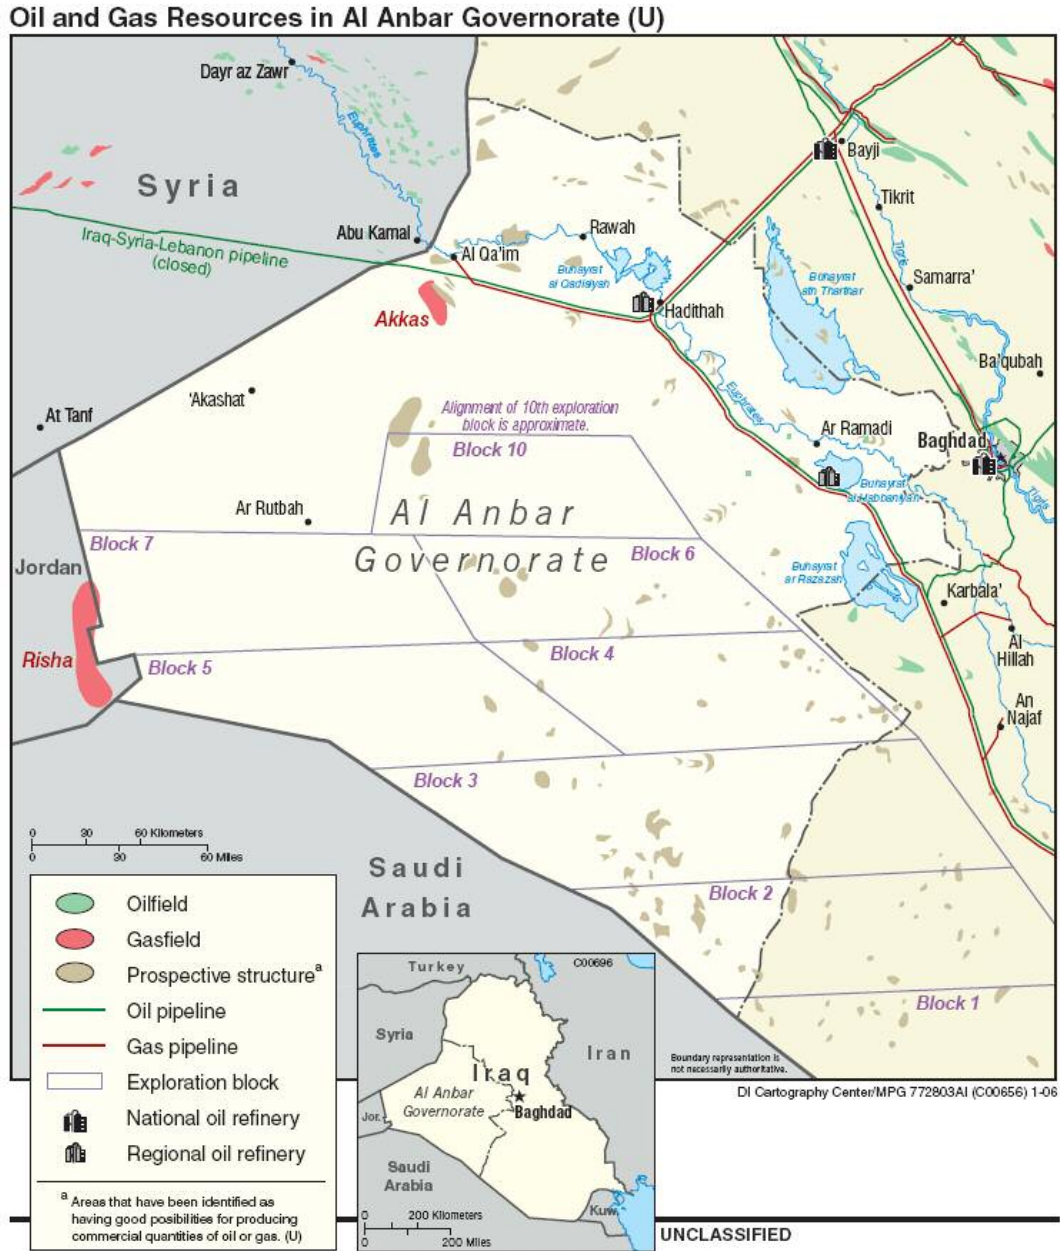 Oil and Gas Resources in Al Anbar Governorate (U)
Dayr az Zawr
Euphrates
Syria
Bayji
Tikrit
Iraq-Syria-Lebanon pipeline
(closed)
Abu Kamal
Rawah
Al Qa'im
Buhayrat
al Qadisiyah
Buhayrat
ath Tharthar
Tigris
Samarra'
Akkas
Hadithah
Ba'qubah
'Akashat
At Tanf
Alignment of 10th exploration
block is approximate.
Block 10
Euphrates
Ar Ramadi
Baghdad
Buhayrat
al Habbaniyah
Tigris
Ar Rutbah
Al Anbar
Governorate
Block 7
Block 6
Jordan
Buhayrat
ar Razazah
Karbala'
Al
Hillah
Risha
Block 5
Block 4
An
Najaf
Block 3
0 30 60 Kilometers
0 30 60 Miles
Saudi
Arabia
Block 2
Block 1
Oilfield
Gasfield
Prospective structureᵃ
Oil pipeline
Gas pipeline
Exploration block
National oil refinery
Regional oil refinery
ᵃ Areas that have been identified as
having good posibilities for producing
commercial quantities of oil or gas. (U)
Turkey
C00696
Syria
Iran
Iraq
Al Anbar
Governorate
Baghdad
Jor.
Saudi
Arabia
Kuw.
0 200 Kilometers
0 200 Miles
Boundary representation is
not necessarily authoritative.
DI Cartography Center/MPG 772803AI (C00656) 1-06
UNCLASSIFIED